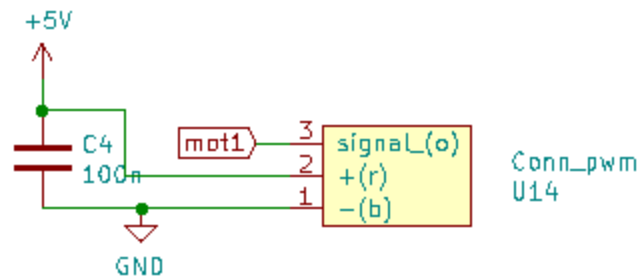 +5V
C4
100n
mot1
3
2
1
signal_(o)
+(r)
-(b)
Conn_pwm
U14
GND